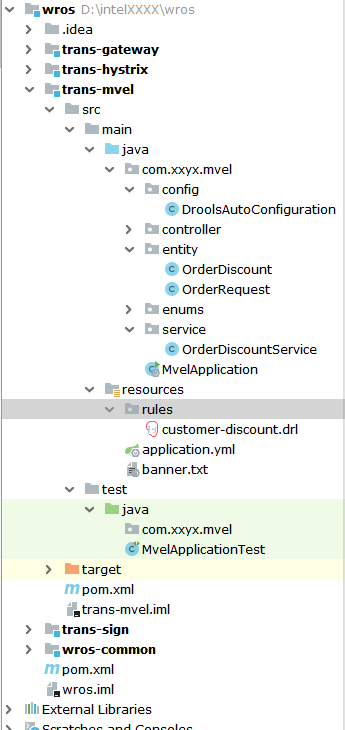 wros D:\intelXXXX\wros
.idea
trans-gateway
trans-hystrix
trans-mvel
src
main
java
com.xxyx.mvel
config
DroolsAutoConfiguration
controller
entity
OrderDiscount
OrderRequest
enums
service
OrderDiscountService
MvelApplication
resources
rules
customer-discount.drl
application.yml
banner.txt
test
java
com.xxyx.mvel
MvelApplicationTest
target
pom.xml
trans-mvel.iml
trans-sign
wros-common
pom.xml
wros.iml
External Libraries
Scratches and Consoles